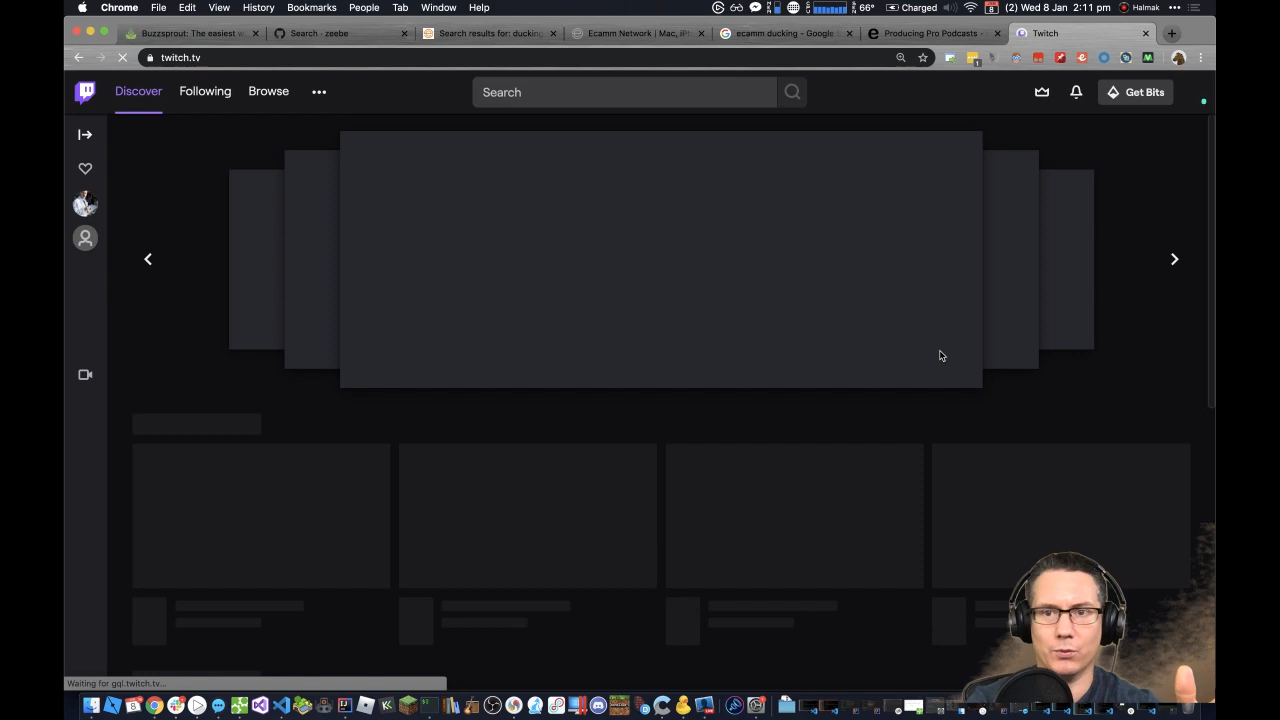 Chrome File Edit View History Bookmarks People Tab Window Help 66° Charged 8 (2) Wed 8 Jan 2:11 pm Halmak
Buzzsprout: The easiest w Search · zeebe Search results for: ducking Ecamm Network | Mac, iPh ecamm ducking - Google Producing Pro Podcasts - Twitch
twitch.tv
Discover Following Browse Search Get Bits
Waiting for gql.twitch.tv...